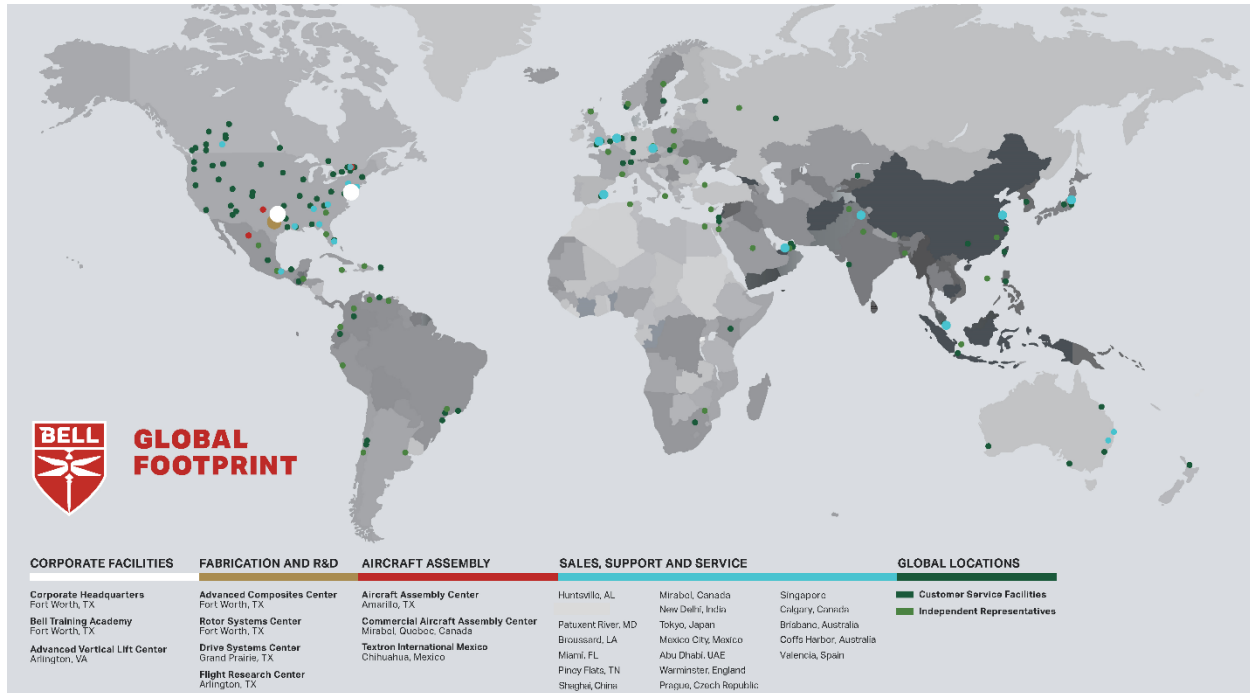 BELL
GLOBAL
FOOTPRINT
CORPORATE FACILITIES
Corporate Headquarters
Fort Worth, TX
Bell Training Academy
Fort Worth, TX
Advanced Vertical Lift Center
Arlington, VA
FABRICATION AND R&D
Advanced Composites Center
Fort Worth, TX
Rotor Systems Center
Fort Worth, TX
Drive Systems Center
Grand Prairie, TX
Flight Research Center
Arlington, TX
AIRCRAFT ASSEMBLY
Aircraft Assembly Center
Amarillo, TX
Commercial Aircraft Assembly Center
Mirabol, Quebec, Canada
Textron International Mexico
Chihuahua, Mexico
SALES, SUPPORT AND SERVICE
Huntsville, AL
Patuxent River, MD
Broussard, LA
Miami, FL
Piney Flats, TN
Shaghai, China
Mirabol, Canada
New Delhi, India
Tokyo, Japan
Mexico City, Mexico
Abu Dhabi, UAE
Warminster, England
Prague, Czech Republic
Singapore
Calgary, Canada
Brisbane, Australia
Coffs Harbor, Australia
Valencia, Spain
GLOBAL LOCATIONS
Customer Service Facilities
Independent Representatives